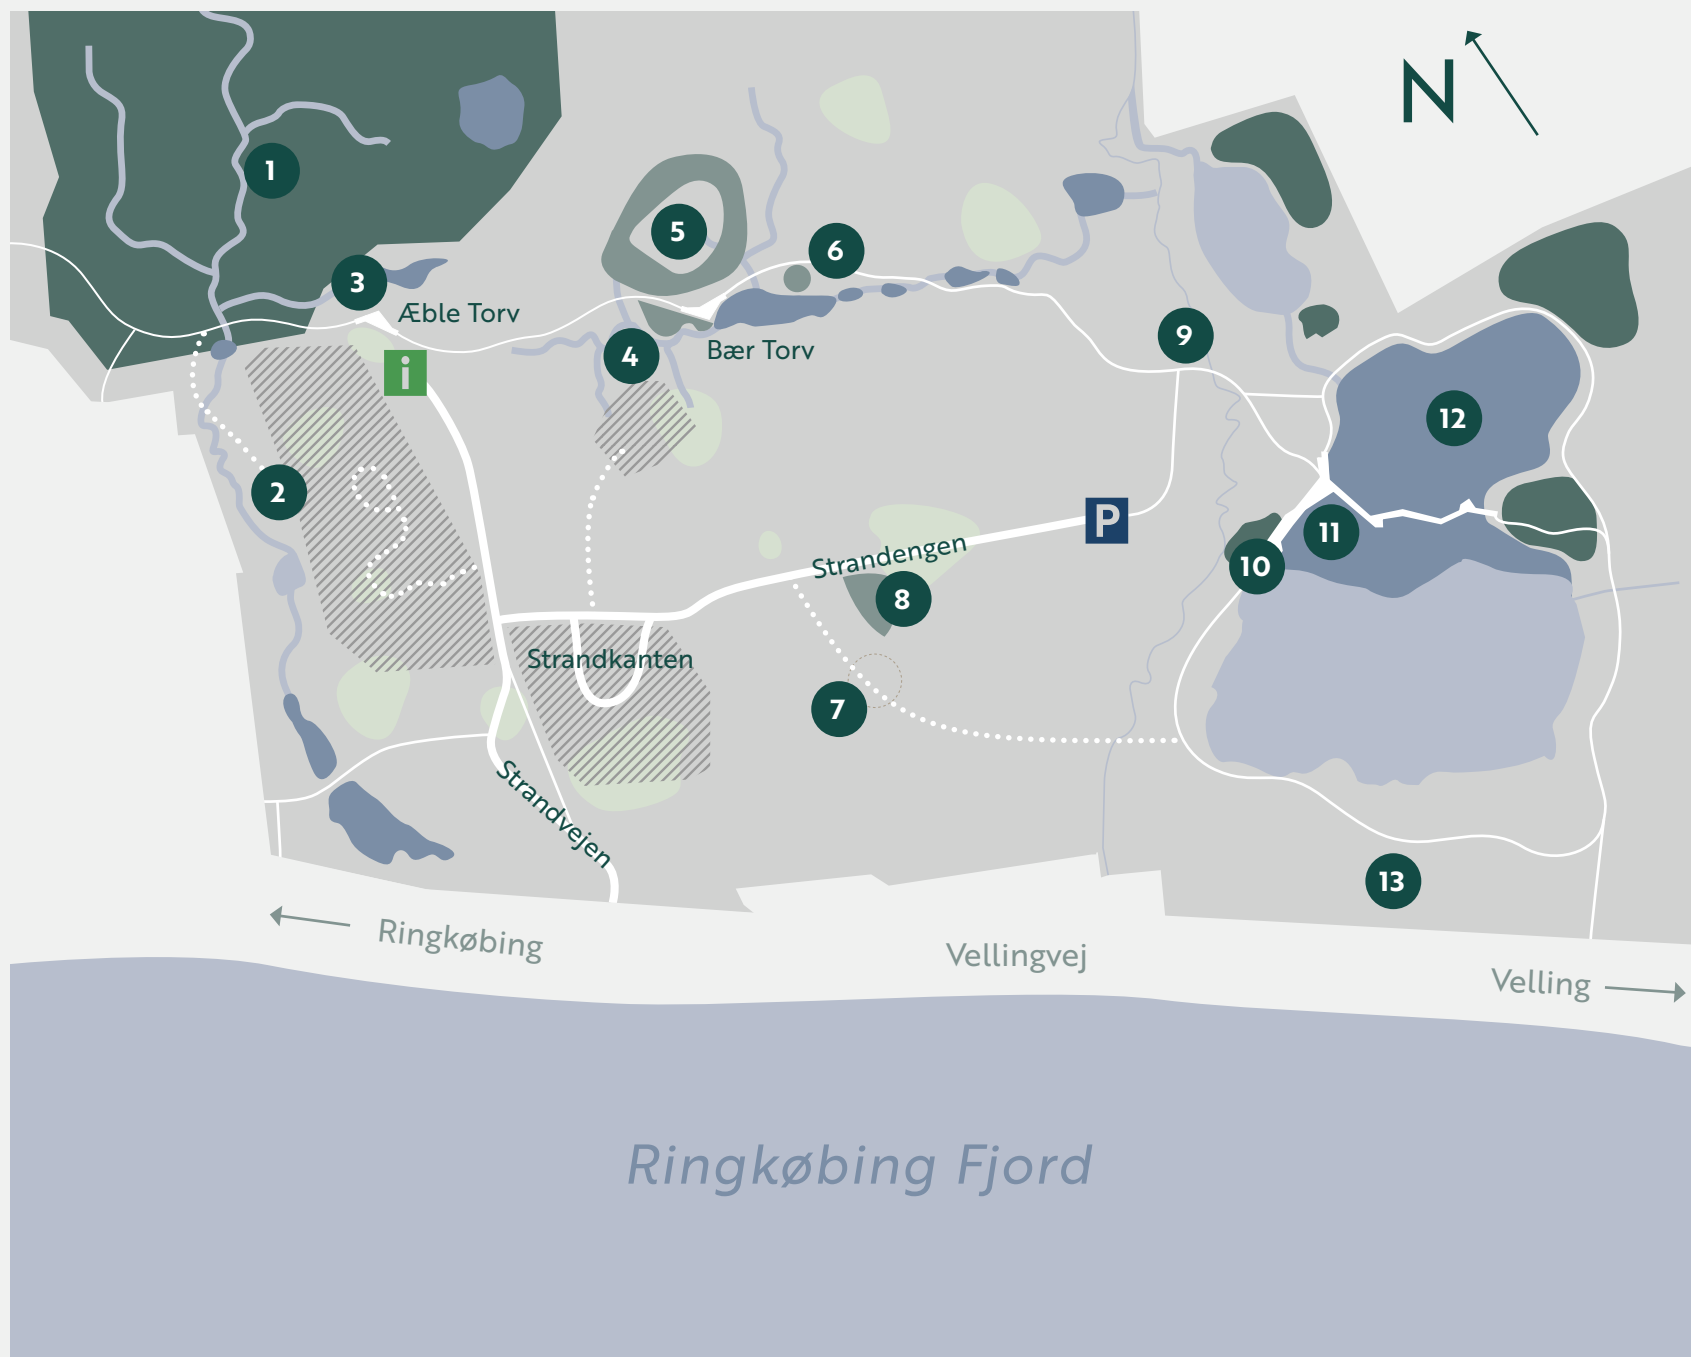 N
1
5
6
3
Æble Torv
9
4
Bær Torv
i
12
2
P
11
Strandengen
10
8
Strandkanten
7
Strandvejen
13
Ringkøbing
Vellingvej
Velling
Ringkøbing Fjord